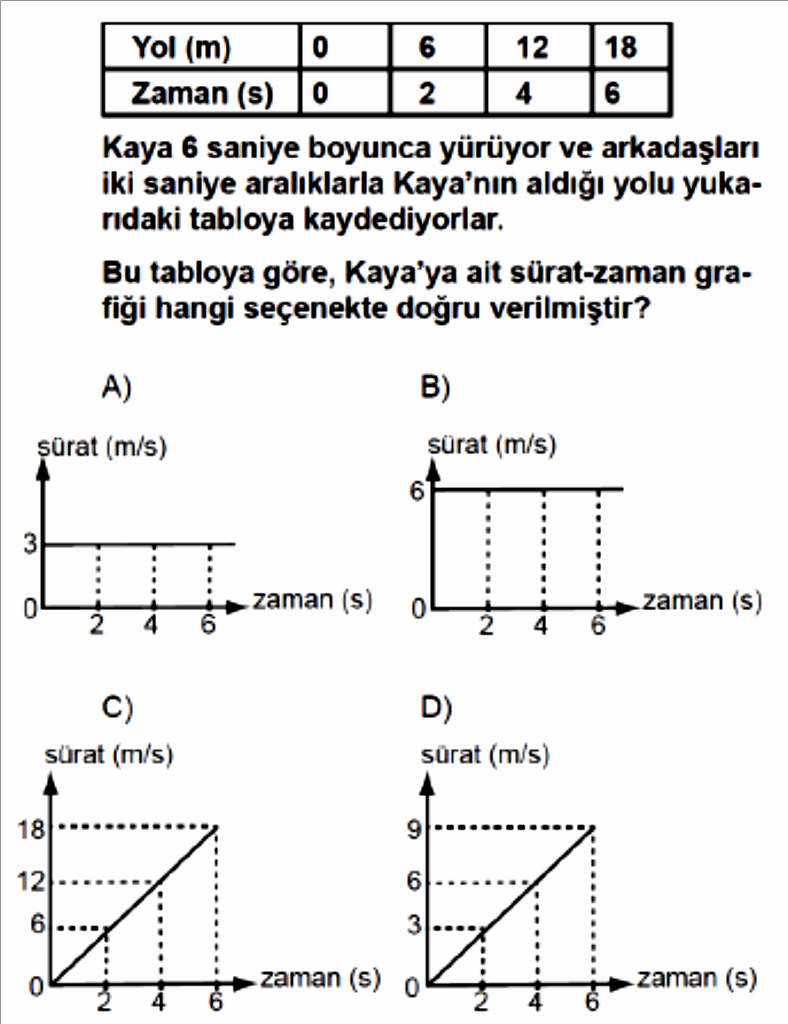 Yol (m) 0 6 12 18
Zaman (s) 0 2 4 6
Kaya 6 saniye boyunca yürüyor ve arkadaşları
iki saniye aralıklarla Kaya'nın aldığı yolu yuka-
rıdaki tabloya kaydediyorlar.
Bu tabloya göre, Kaya'ya ait sürat-zaman gra-
fiği hangi seçenekte doğru verilmiştir?
A)
sürat (m/s)
3
0
2 4 6
zaman (s)
B)
sürat (m/s)
6
0
2 4 6
zaman (s)
C)
sürat (m/s)
18
12
6
0
2 4 6
zaman (s)
D)
sürat (m/s)
9
6
3
0
2 4 6
zaman (s)